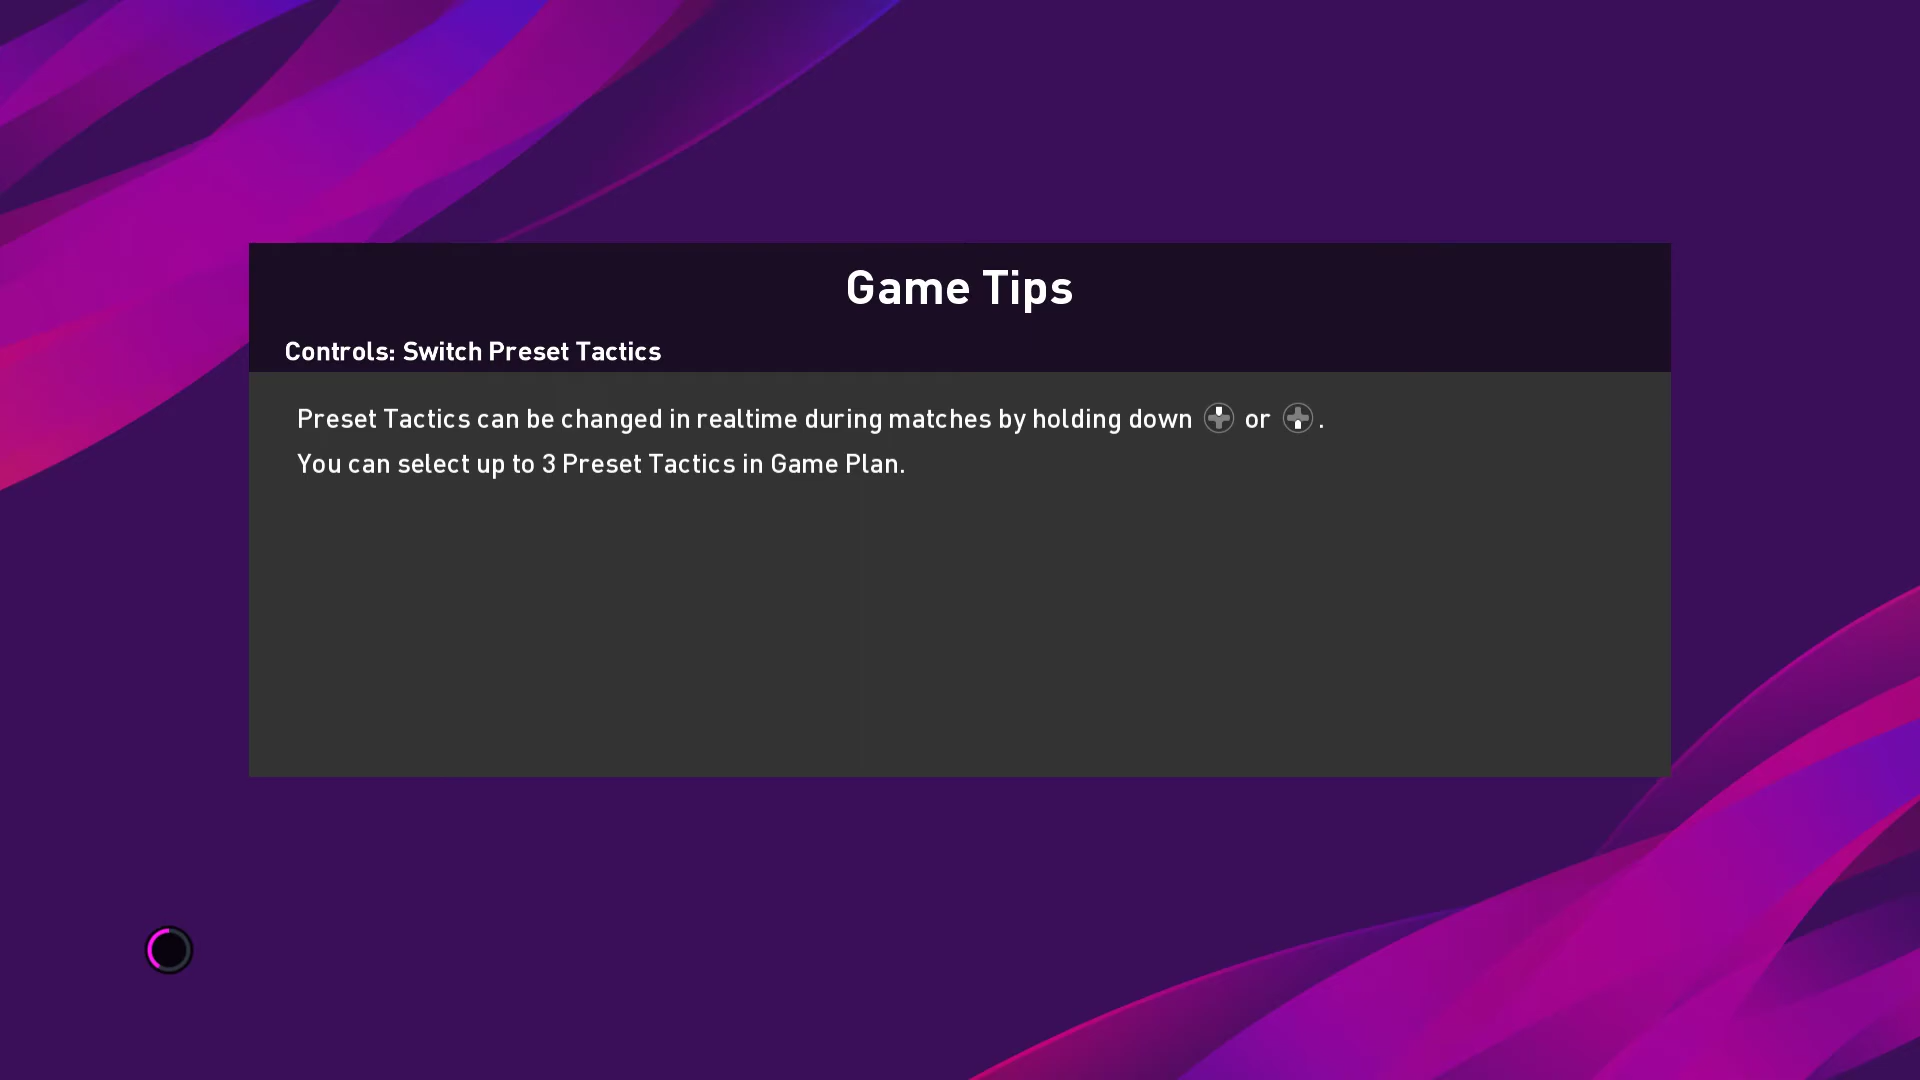 Game Tips
Controls: Switch Preset Tactics
Preset Tactics can be changed in realtime during matches by holding down or .
You can select up to 3 Preset Tactics in Game Plan.